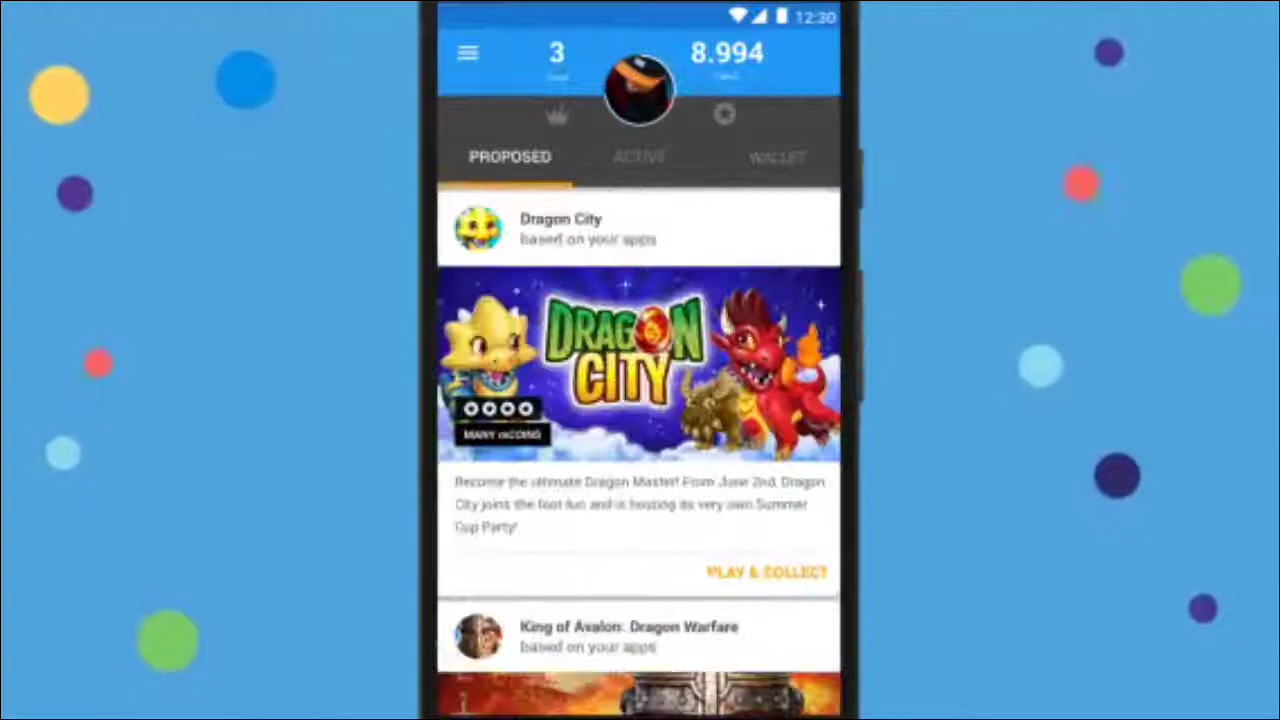 12:30
3
8.994
PROPOSED
ACTIVE
WALLET
Dragon City
based on your apps
DRAGON
CITY
MANY mCOINS
Become the ultimate Dragon Master! From June 2nd, Dragon
City joins the foot fun and is hosting its very own Summer
Cup Party!
PLAY & COLLECT
King of Avalon: Dragon Warfare
based on your apps